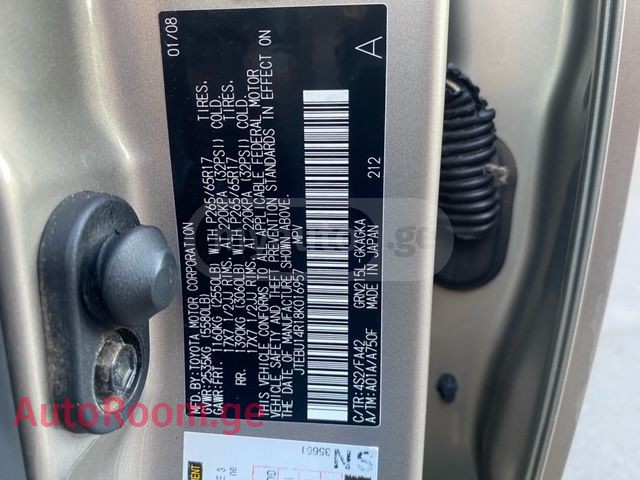 MFD. BY: TOYOTA MOTOR CORPORATION 01/08
GVWR: 2535KG (5580LB)
GAWR: FRT. 1160KG (2550LB) WITH P265/65R17 TIRES,
17X7 1/2JJ RIMS, AT 220KPA (32PSI) COLD.
RR. 1390KG (3060LB) WITH P265/65R17 TIRES,
17X7 1/2JJ RIMS, AT 220KPA (32PSI) COLD.
THIS VEHICLE CONFORMS TO ALL APPLICABLE FEDERAL MOTOR
VEHICLE SAFETY AND THEFT PREVENTION STANDARDS IN EFFECT ON
THE DATE OF MANUFACTURE SHOWN ABOVE.
JTEBU14R18K016957 MPV
A
C/TR: 4S2/FA42 GRN215L-GKAGKA 212
A/TM: A01A/A750F MADE IN JAPAN
35661
AutoRoom.ge